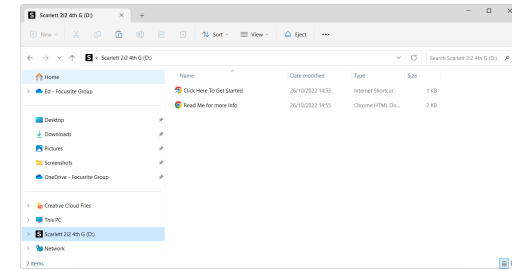 Scarlett 2i2 4th G (D:)
New
Sort
View
Eject
Scarlett 2i2 4th G (D:)
Search Scarlett 2i2 4th G (D:)
Home
Ed - Focusrite Group
Desktop
Downloads
Pictures
Screenshots
OneDrive - Focusrite Group
Creative Cloud Files
This PC
Scarlett 2i2 4th G (D:)
Network
Name Date modified Type Size
Click Here To Get Started 26/10/2022 14:55 Internet Shortcut 1 KB
Read Me for more Info 26/10/2022 14:55 Chrome HTML Do... 2 KB
2 items